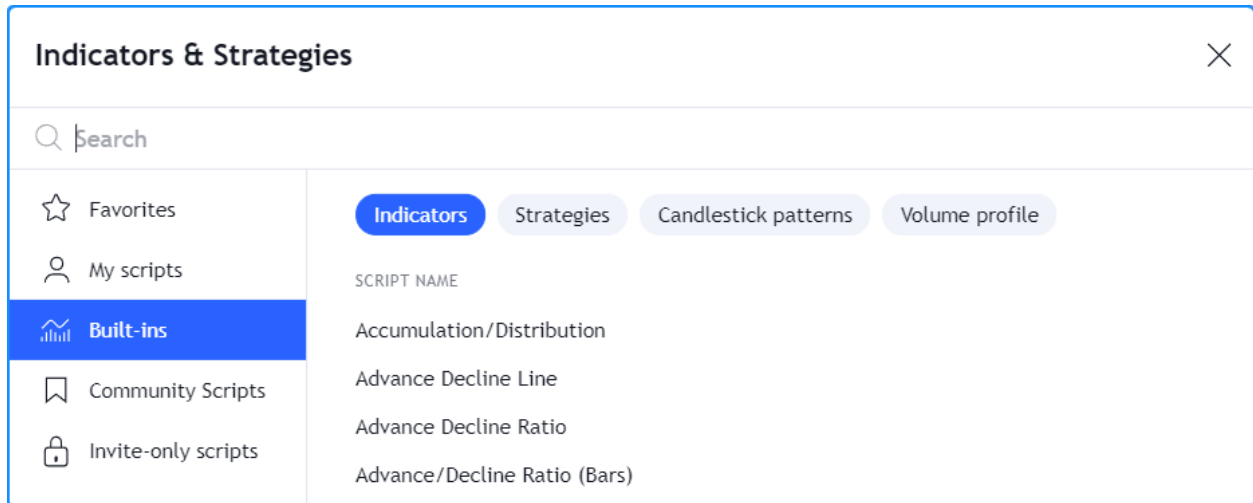 Indicators & Strategies
Search
Favorites
My scripts
Built-ins
Community Scripts
Invite-only scripts
Indicators Strategies Candlestick patterns Volume profile
SCRIPT NAME
Accumulation/Distribution
Advance Decline Line
Advance Decline Ratio
Advance/Decline Ratio (Bars)